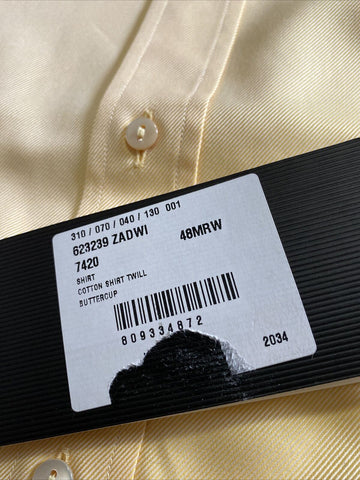 310 / 070 / 040 / 130 001
623239 ZADWI 48MRW
7420
SHIRT
COTTON SHIRT TWILL
BUTTERCUP
809334872
2034